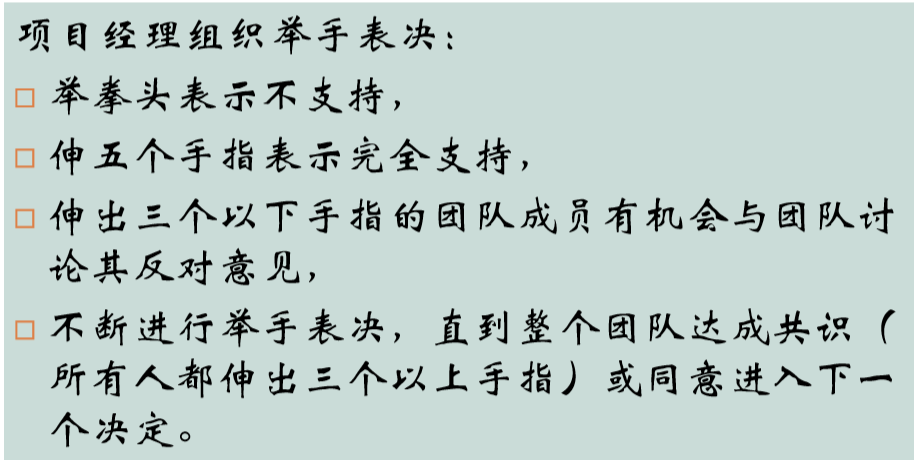 项目经理组织举手表决：
举拳头表示不支持，
伸五个手指表示完全支持，
伸出三个以下手指的团队成员有机会与团队讨
论其反对意见，
不断进行举手表决，直到整个团队达成共识（
所有人都伸出三个以上手指）或同意进入下一
个决定。